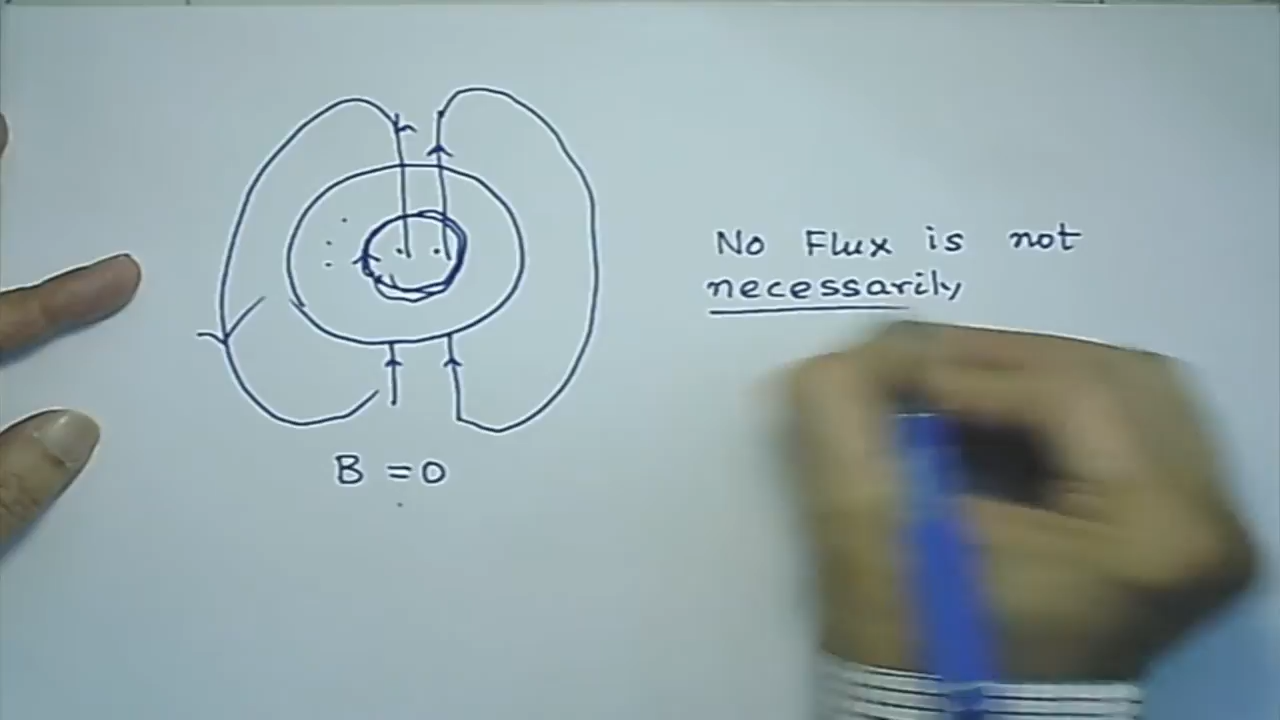 No Flux is not
necessarily
B = 0